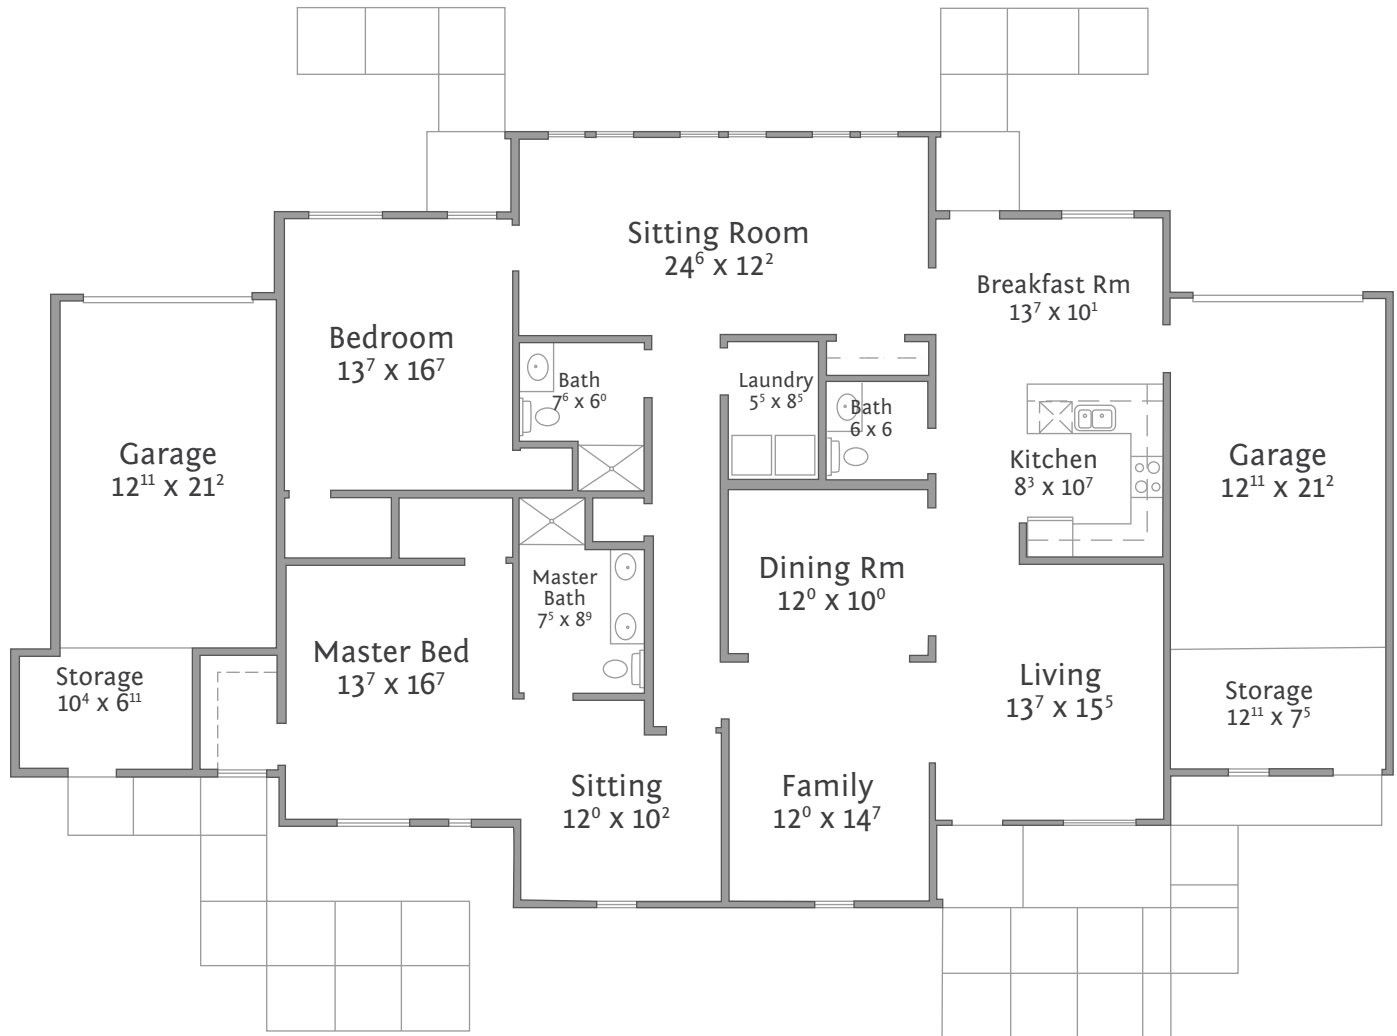 Sitting Room
24⁶ x 12²
Breakfast Rm
13⁷ x 10¹
Bedroom
13⁷ x 16⁷
Bath
7⁶ x 6⁰
Laundry
5⁵ x 8⁵
Bath
6 x 6
Kitchen
8³ x 10⁷
Garage
12¹¹ x 21²
Garage
12¹¹ x 21²
Dining Rm
12⁰ x 10⁰
Master
Bath
7⁵ x 8⁹
Master Bed
13⁷ x 16⁷
Storage
10⁴ x 6¹¹
Living
13⁷ x 15⁵
Storage
12¹¹ x 7⁵
Sitting
12⁰ x 10²
Family
12⁰ x 14⁷